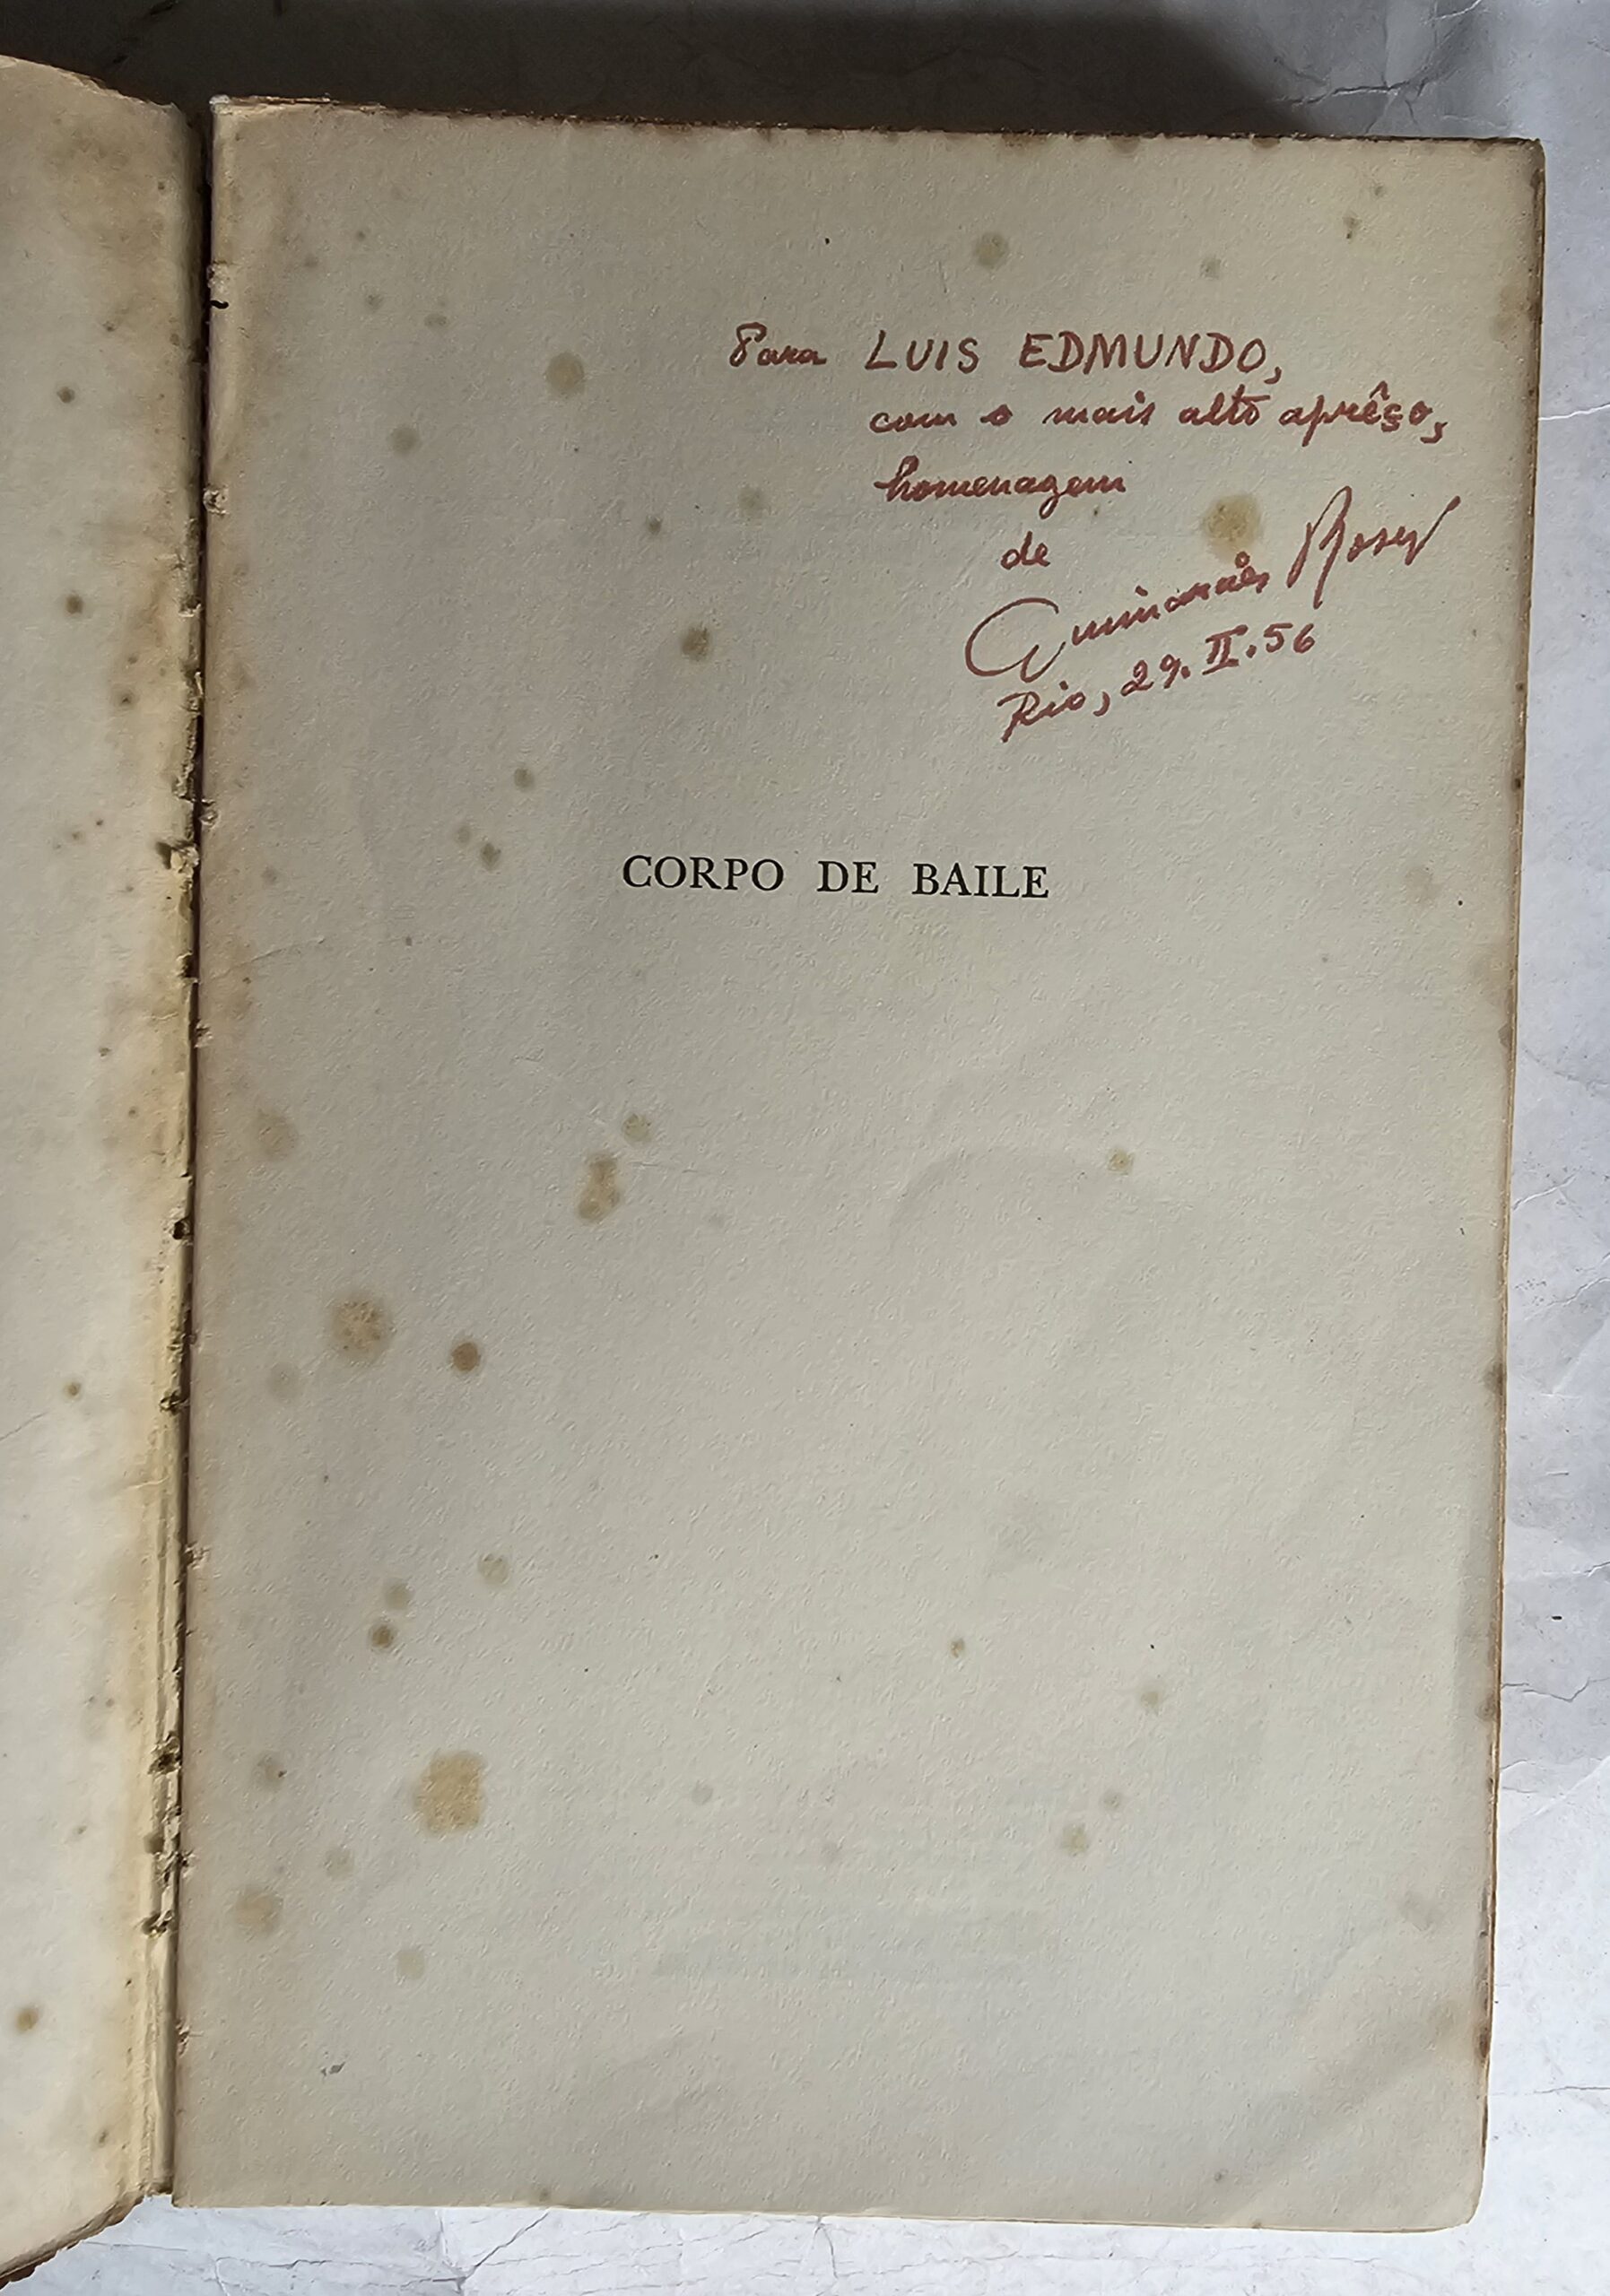 Para LUIS EDMUNDO,
com o mais alto aprêço,
homenagem
de
Guimarães Rosa
Rio, 29.II.56
CORPO DE BAILE